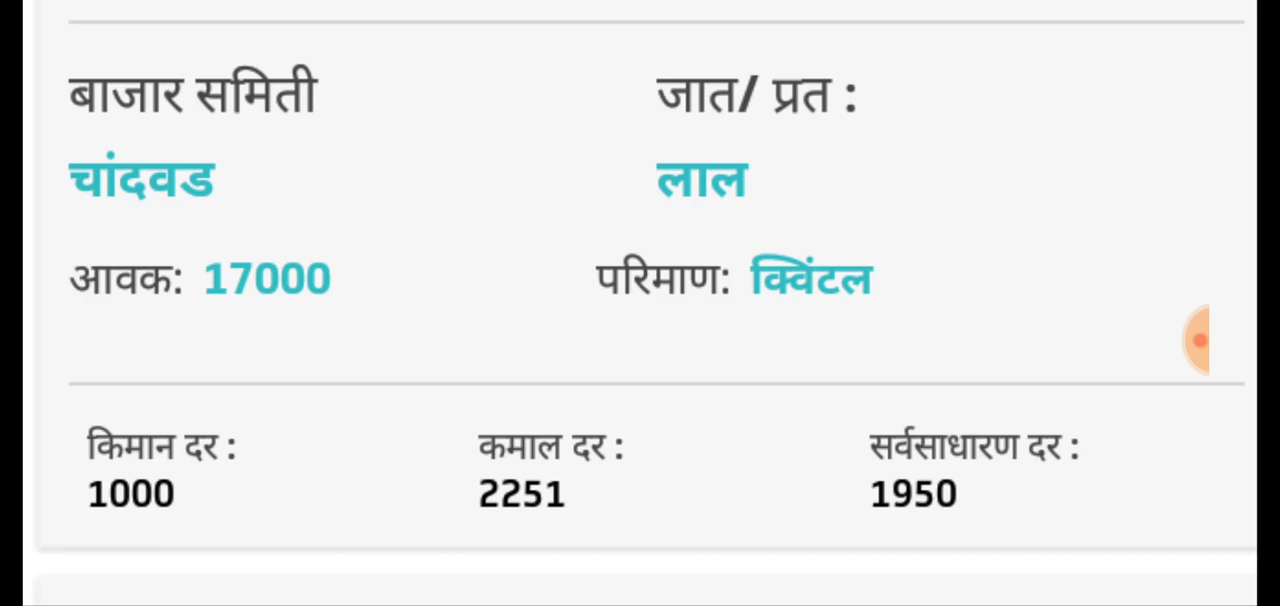 बाजार समिती जात/ प्रत :
चांदवड लाल
आवक: 17000 परिमाण: क्विंटल
किमान दर : कमाल दर : सर्वसाधारण दर :
1000 2251 1950